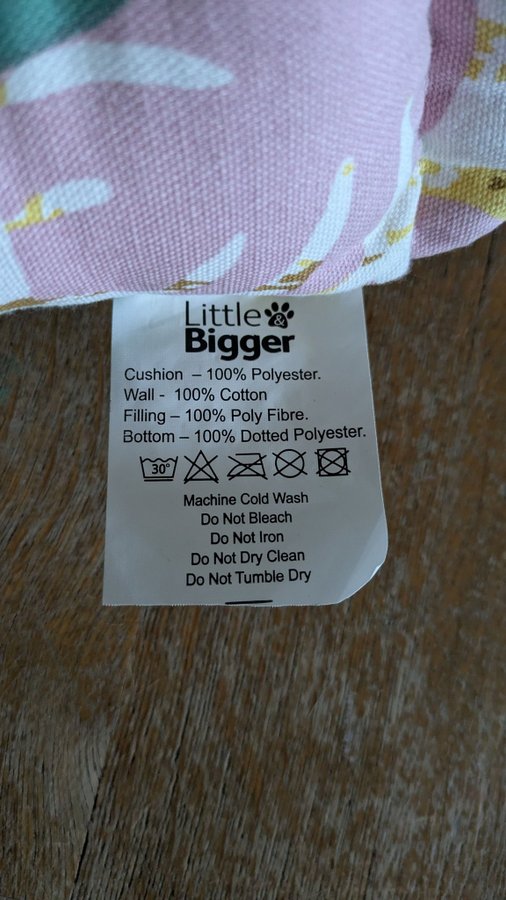 Little &
Bigger
Cushion – 100% Polyester.
Wall - 100% Cotton
Filling – 100% Poly Fibre.
Bottom – 100% Dotted Polyester.
30°
Machine Cold Wash
Do Not Bleach
Do Not Iron
Do Not Dry Clean
Do Not Tumble Dry